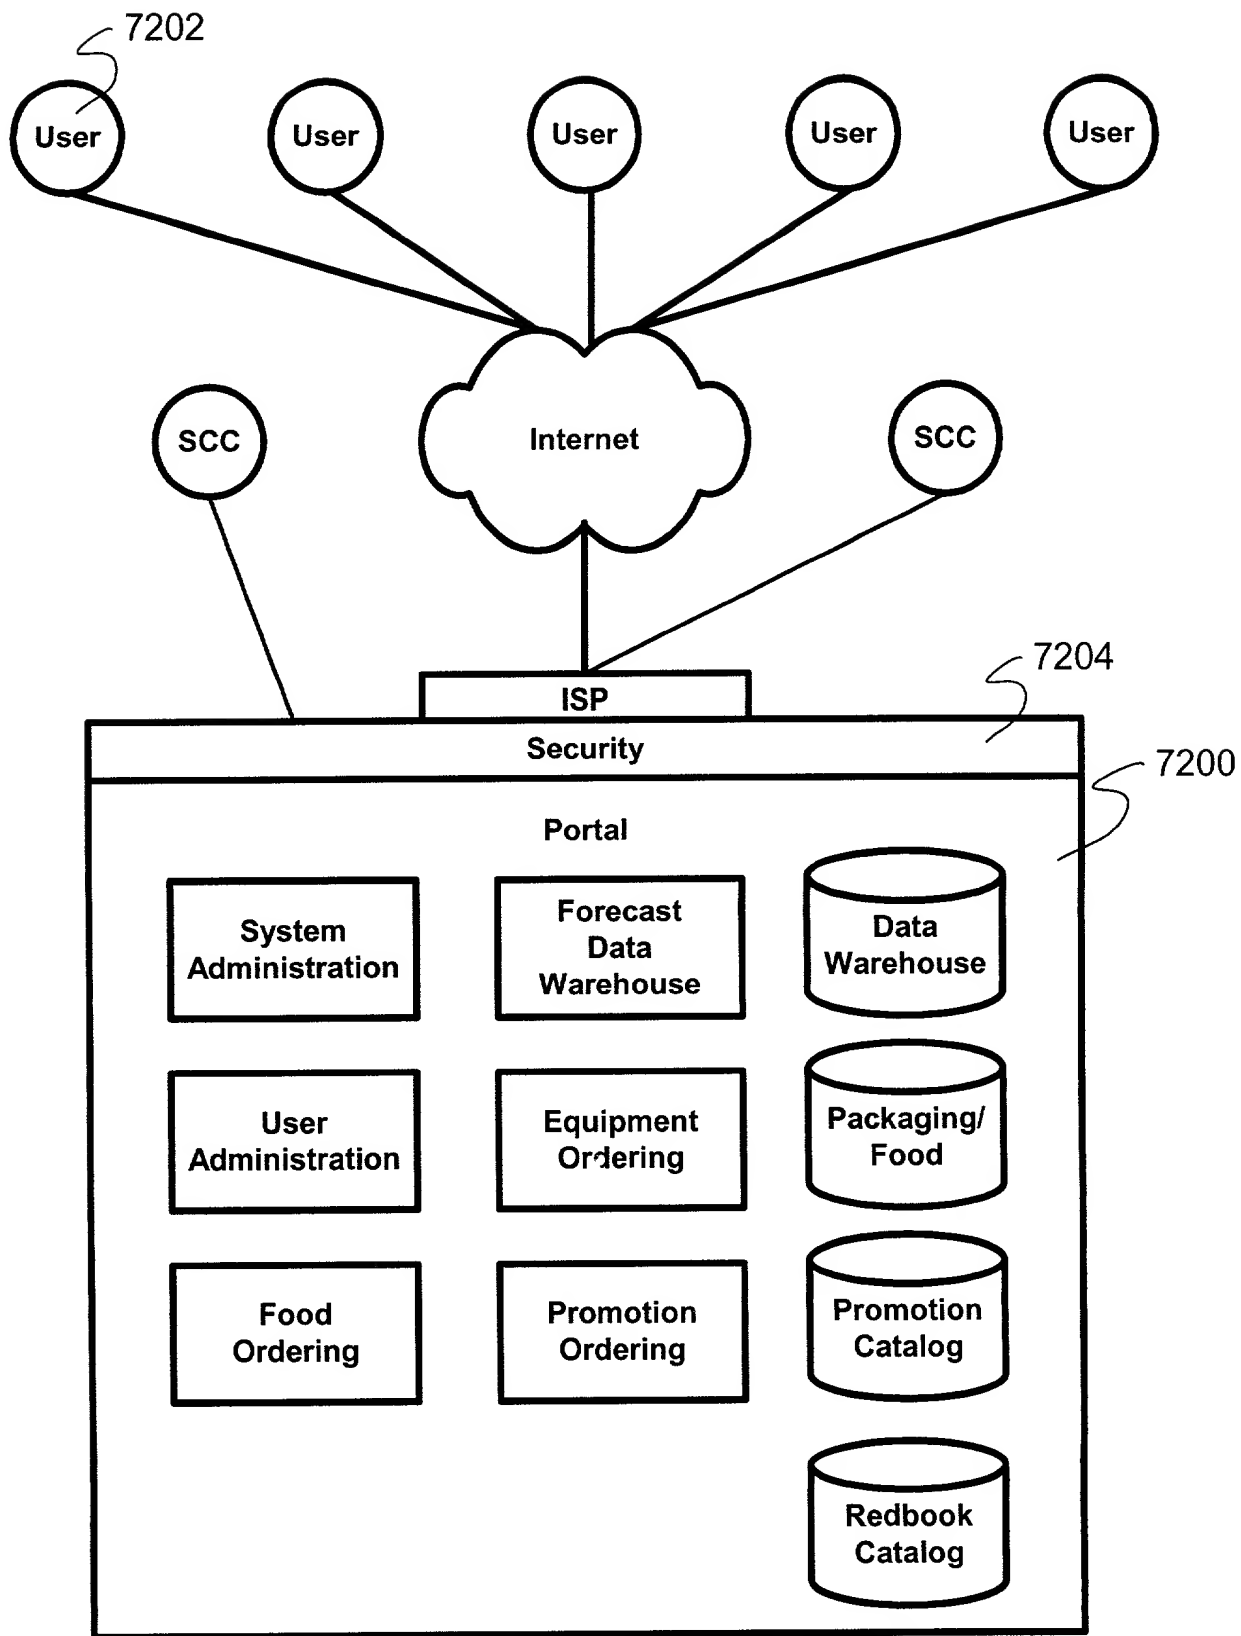 7202
User
User
User
User
User
SCC
Internet
SCC
ISP
7204
Security
7200
Portal
System
Administration
Forecast
Data
Warehouse
Data
Warehouse
User
Administration
Equipment
Ordering
Packaging/
Food
Food
Ordering
Promotion
Ordering
Promotion
Catalog
Redbook
Catalog